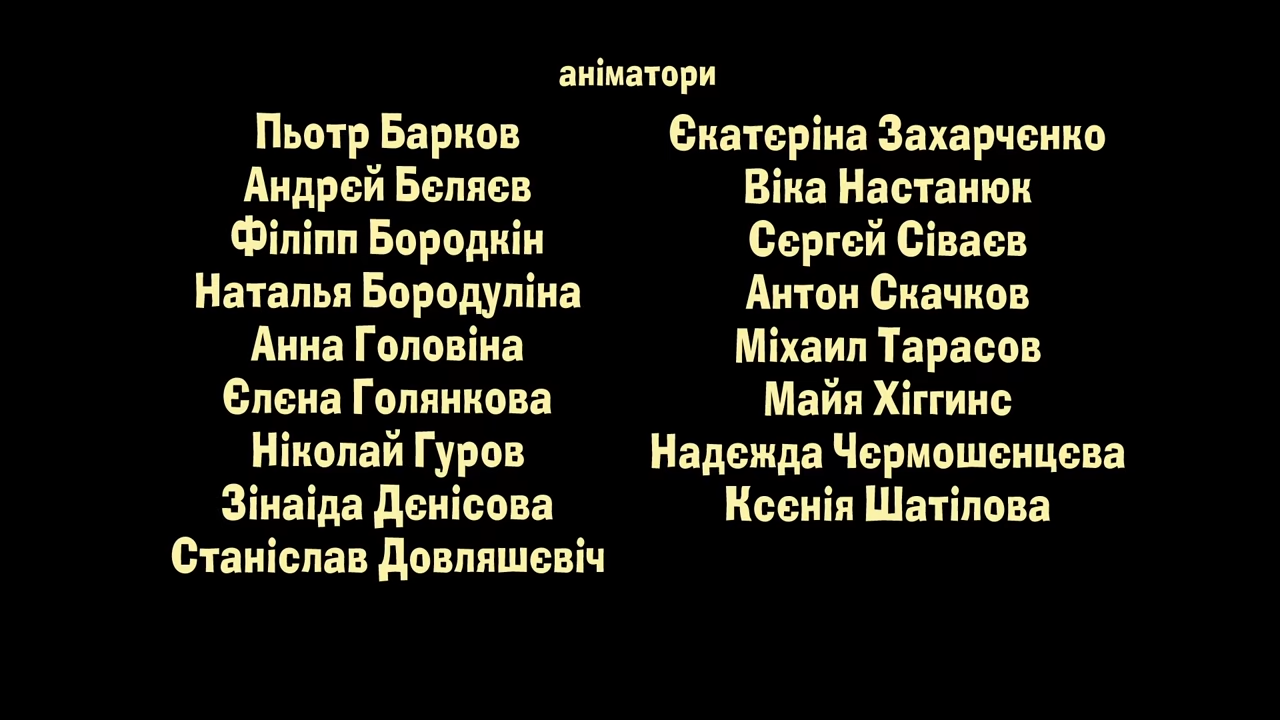 аніматори
Пьотр Барков
Андрєй Бєляєв
Філіпп Бородкін
Наталья Бородуліна
Анна Головіна
Єлєна Голянкова
Ніколай Гуров
Зінаіда Дєнісова
Станіслав Довляшєвіч
Єкатєріна Захарчєнко
Віка Настанюк
Сєргєй Сіваєв
Антон Скачков
Міхаил Тарасов
Майя Хіггинс
Надєжда Чєрмошєнцєва
Ксєнія Шатілова